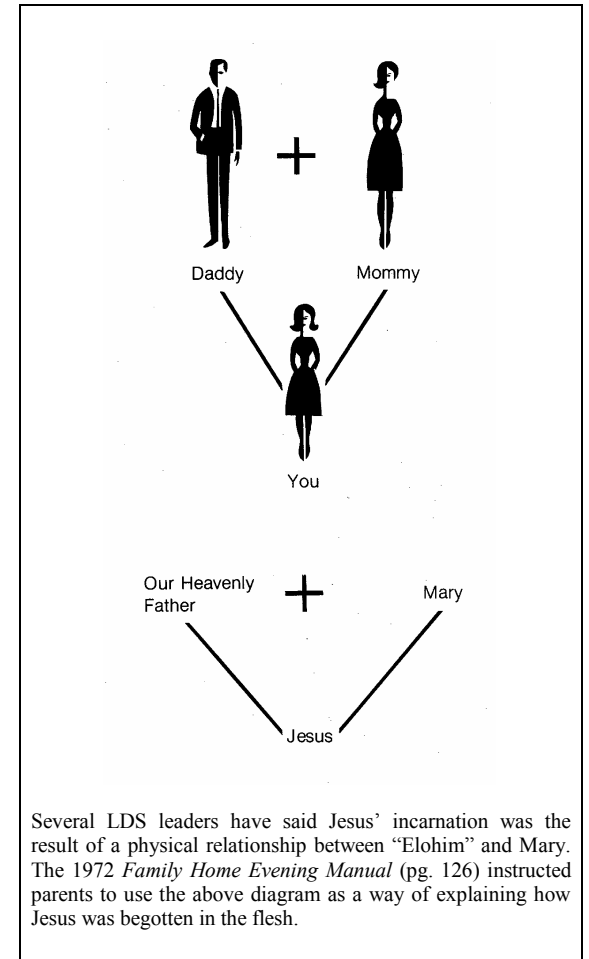 +
Daddy Mommy
You
Our Heavenly
Father
+
Mary
Jesus
Several LDS leaders have said Jesus’ incarnation was the
result of a physical relationship between “Elohim” and Mary.
The 1972 Family Home Evening Manual (pg. 126) instructed
parents to use the above diagram as a way of explaining how
Jesus was begotten in the flesh.